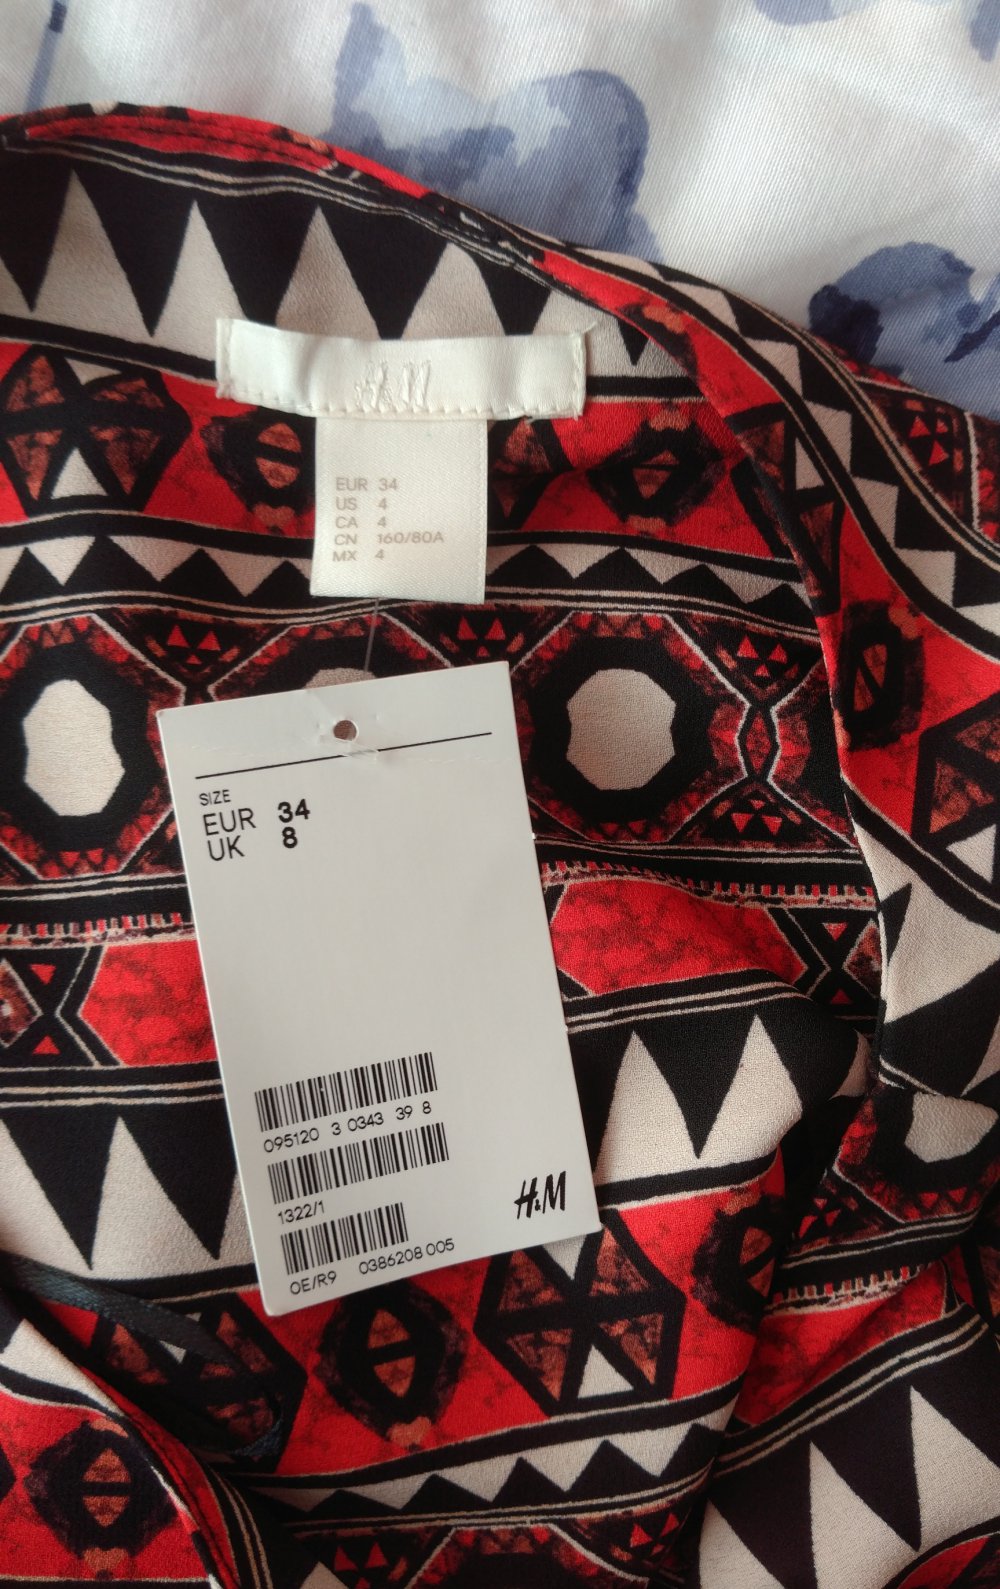 H&M
EUR 34
US 4
CA 4
CN 160/80A
MX 4
SIZE
EUR 34
UK 8
095120 3 0343 39 8
1322/1
OE/R9 0386208 005
H&M